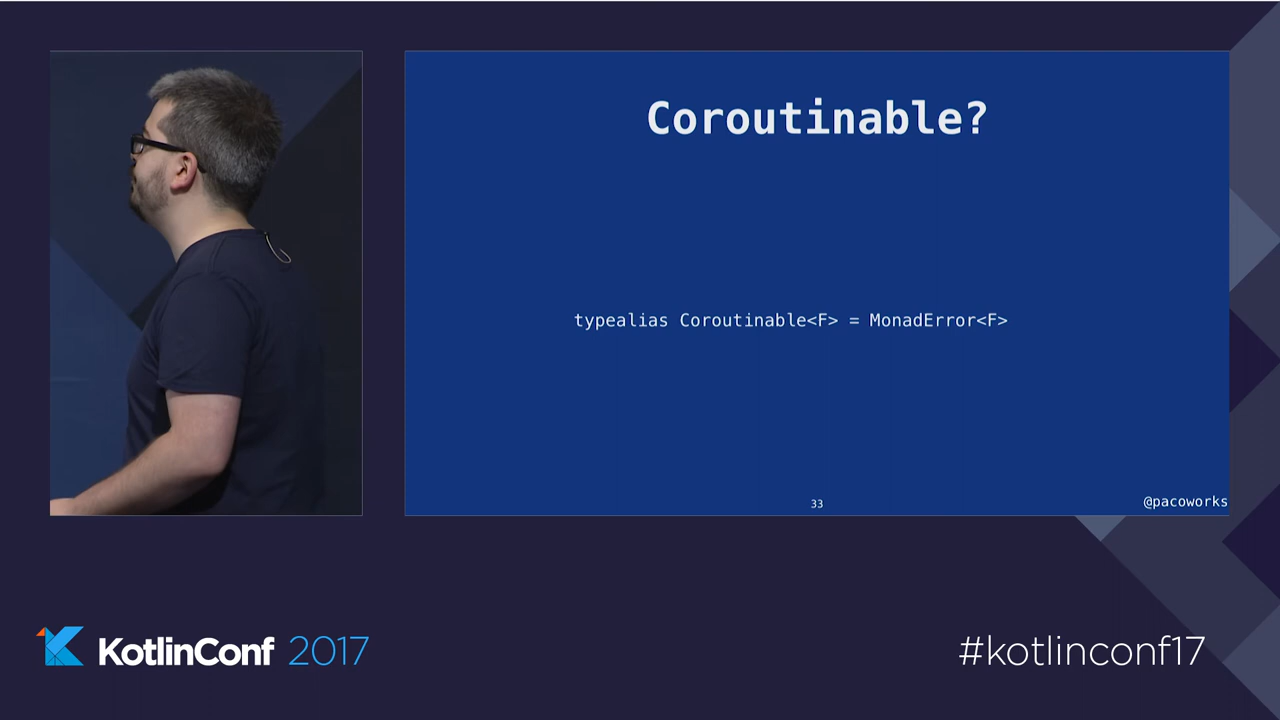 Coroutinable?
typealias Coroutinable<F> = MonadError<F>
33
@pacoworks
KotlinConf 2017
#kotlinconf17